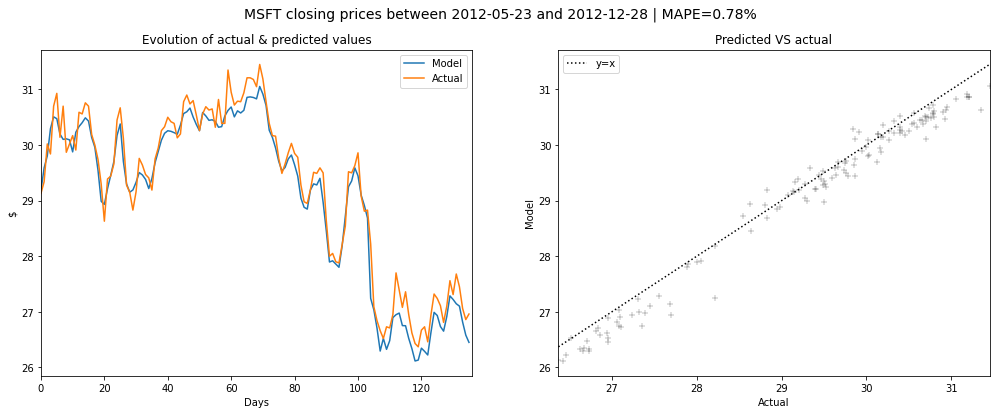 MSFT closing prices between 2012-05-23 and 2012-12-28 | MAPE=0.78%
Evolution of actual & predicted values
Model
Actual
31
30
29
28
27
26
$
0
20
40
60
80
100
120
Days
Predicted VS actual
y=x
31
30
29
28
27
26
Model
27
28
29
30
31
Actual